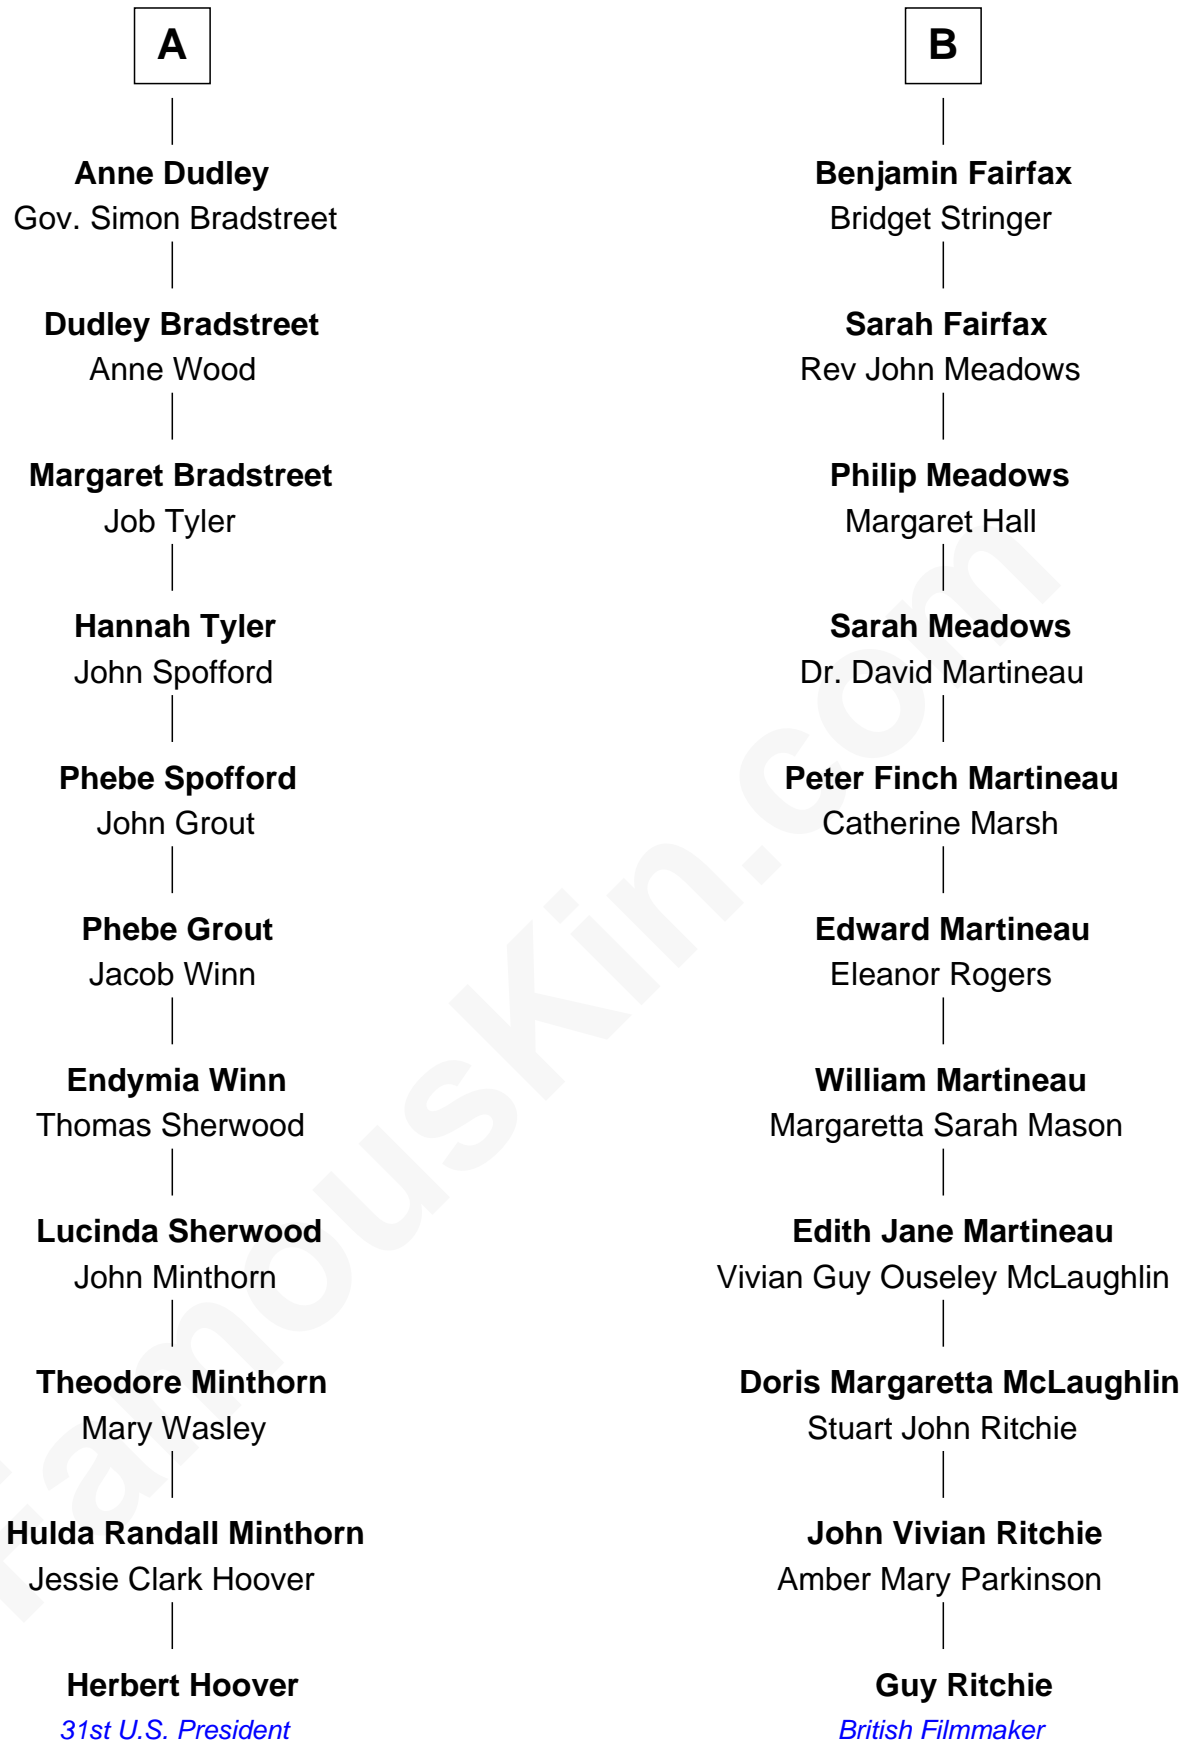 A
Anne Dudley
Gov. Simon Bradstreet
Dudley Bradstreet
Anne Wood
Margaret Bradstreet
Job Tyler
Hannah Tyler
John Spofford
Phebe Spofford
John Grout
Phebe Grout
Jacob Winn
Endymia Winn
Thomas Sherwood
Lucinda Sherwood
John Minthorn
Theodore Minthorn
Mary Wasley
Hulda Randall Minthorn
Jessie Clark Hoover
Herbert Hoover
31st U.S. President
B
Benjamin Fairfax
Bridget Stringer
Sarah Fairfax
Rev John Meadows
Philip Meadows
Margaret Hall
Sarah Meadows
Dr. David Martineau
Peter Finch Martineau
Catherine Marsh
Edward Martineau
Eleanor Rogers
William Martineau
Margaretta Sarah Mason
Edith Jane Martineau
Vivian Guy Ouseley McLaughlin
Doris Margaretta McLaughlin
Stuart John Ritchie
John Vivian Ritchie
Amber Mary Parkinson
Guy Ritchie
British Filmmaker
famouskin.com